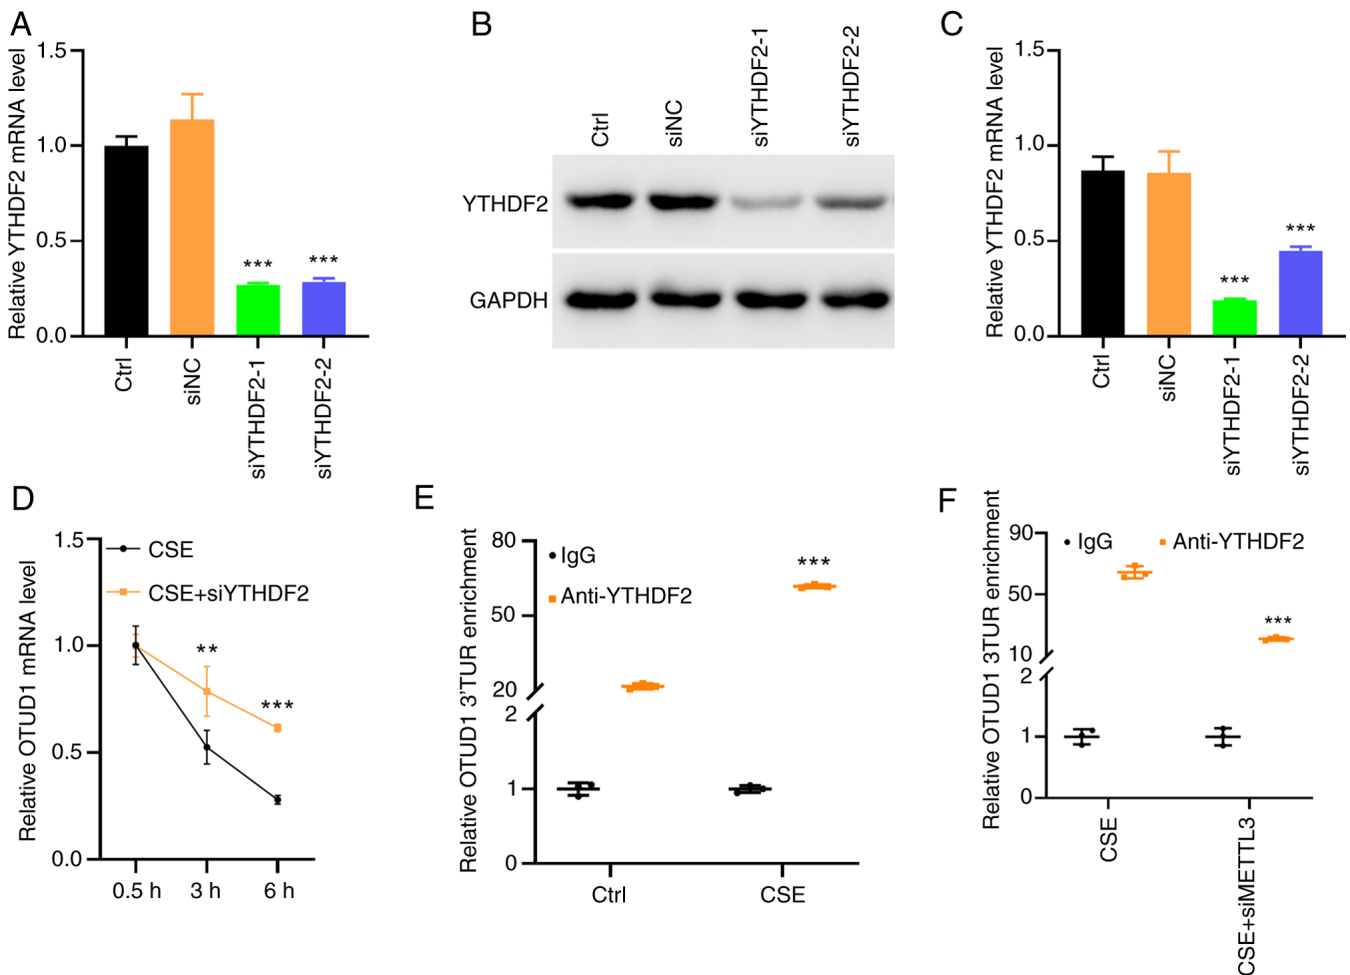 A
Relative YTHDF2 mRNA level
1.5
1.0
0.5
0.0
***
***
Ctrl
siNC
siYTHDF2-1
siYTHDF2-2
B
Ctrl
siNC
siYTHDF2-1
siYTHDF2-2
YTHDF2
GAPDH
C
Relative YTHDF2 mRNA level
1.5
1.0
0.5
0.0
***
***
Ctrl
siNC
siYTHDF2-1
siYTHDF2-2
D
Relative OTUD1 mRNA level
1.5
1.0
0.5
0.0
CSE
CSE+siYTHDF2
**
***
0.5 h
3 h
6 h
E
Relative OTUD1 3'TUR enrichment
80
50
20
2
1
0
IgG
Anti-YTHDF2
***
Ctrl
CSE
F
Relative OTUD1 3TUR enrichment
90
50
10
2
1
0
IgG
Anti-YTHDF2
***
CSE
CSE+siMETTL3